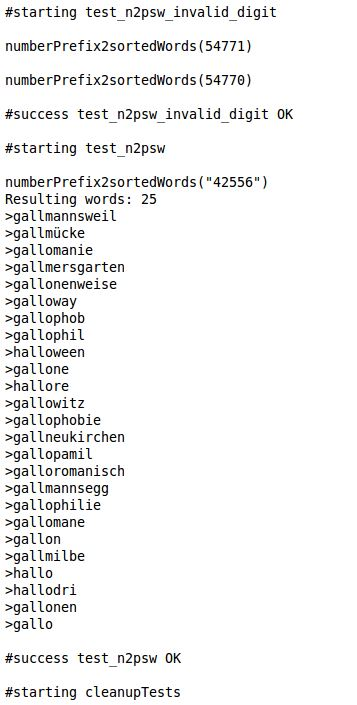 #starting test_n2psw_invalid_digit
numberPrefix2sortedWords(54771)
numberPrefix2sortedWords(54770)
#success test_n2psw_invalid_digit OK
#starting test_n2psw
numberPrefix2sortedWords("42556")
Resulting words: 25
>gallmannsweil
>gallmücke
>gallomanie
>gallmersgarten
>gallonenweise
>galloway
>gallophob
>gallophil
>halloween
>gallone
>hallore
>gallowitz
>gallophobie
>gallneukirchen
>gallopamil
>galloromanisch
>gallmannsegg
>gallophilie
>gallomane
>gallon
>gallmilbe
>hallo
>hallodri
>gallonen
>gallo
#success test_n2psw OK
#starting cleanupTests